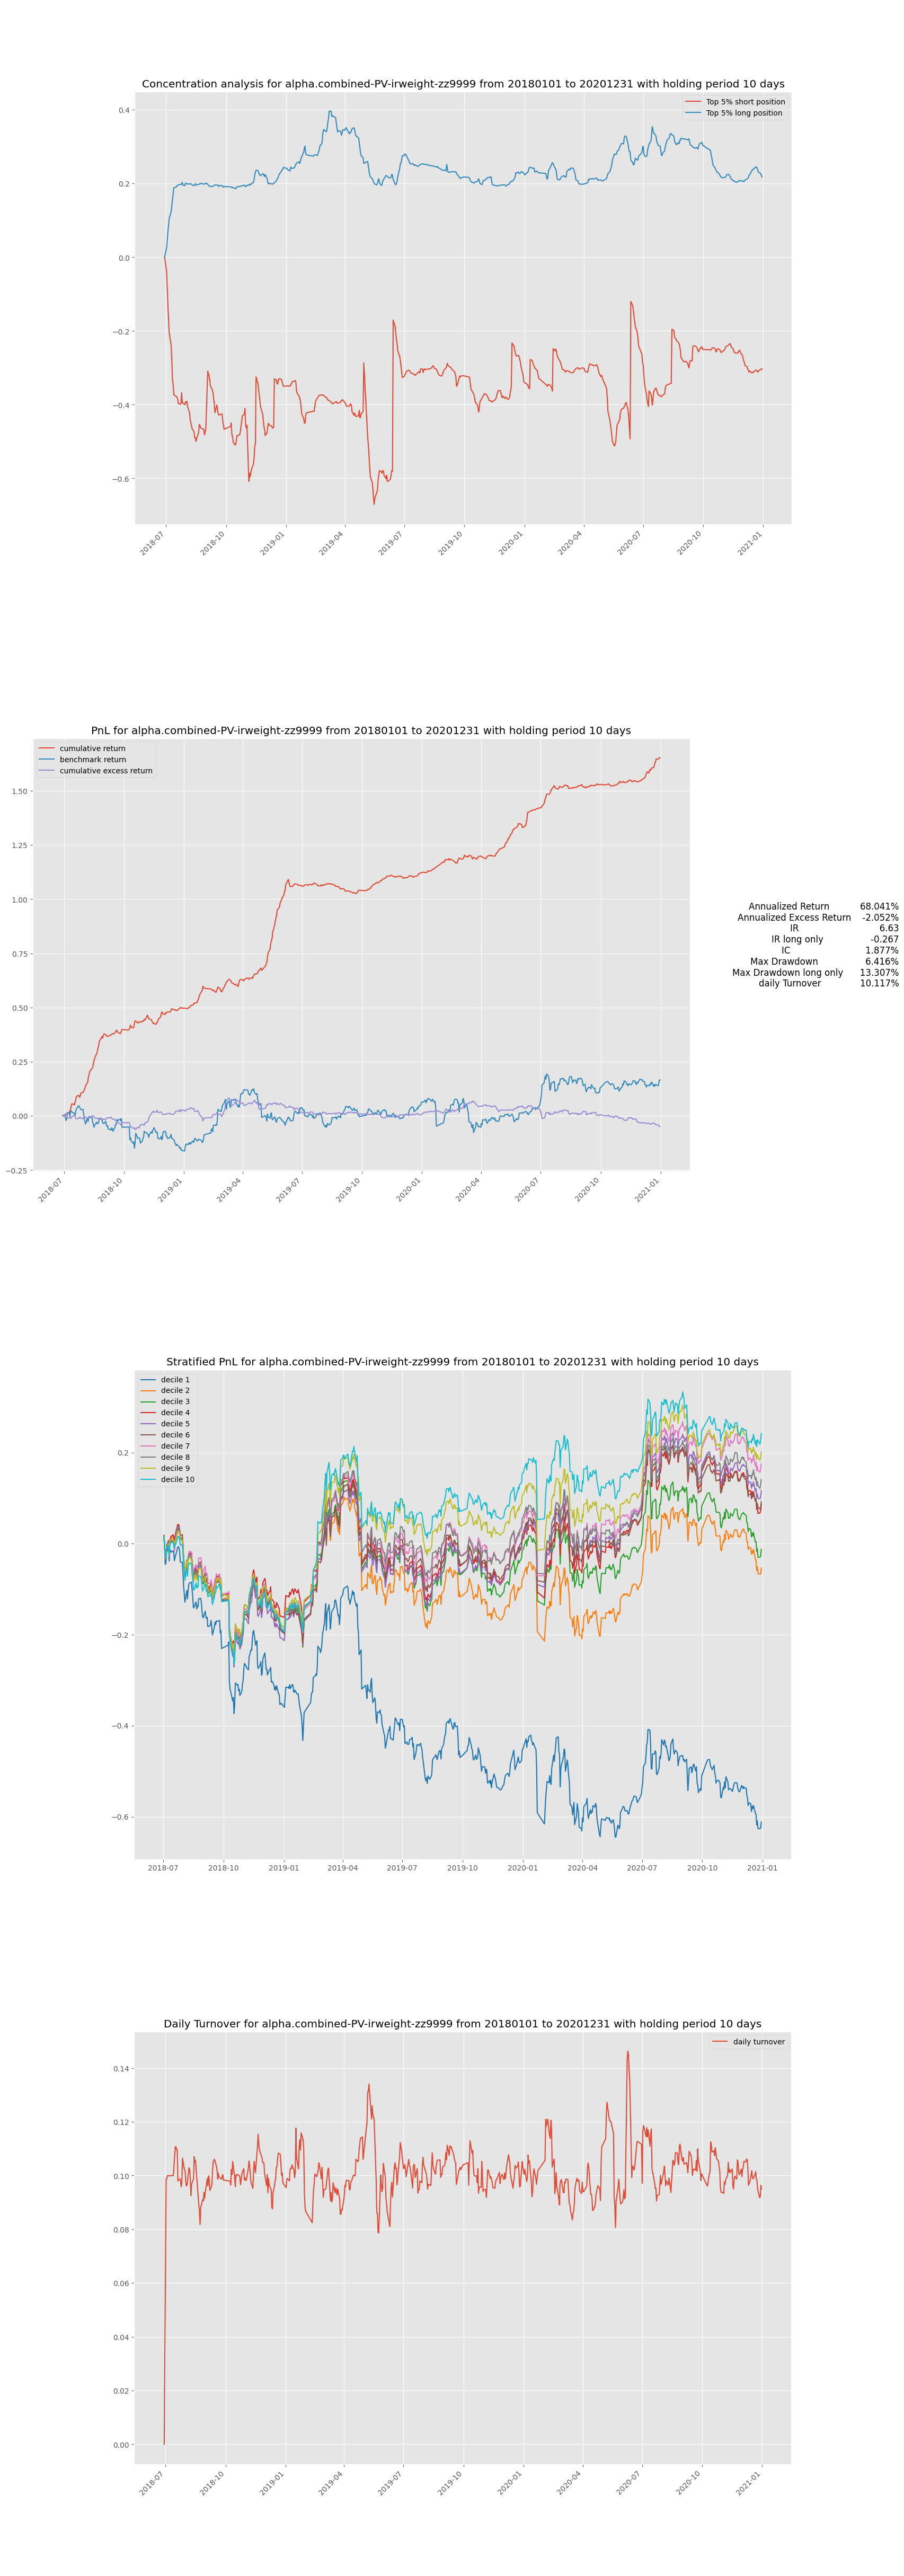 Concentration analysis for alpha.combined-PV-irweight-zz9999 from 20180101 to 20201231 with holding period 10 days
Top 5% short position
Top 5% long position
0.4
0.2
0.0
−0.2
−0.4
−0.6
2018-07
2018-10
2019-01
2019-04
2019-07
2019-10
2020-01
2020-04
2020-07
2020-10
2021-01
PnL for alpha.combined-PV-irweight-zz9999 from 20180101 to 20201231 with holding period 10 days
cumulative return
benchmark return
cumulative excess return
1.50
1.25
1.00
0.75
0.50
0.25
0.00
−0.25
2018-07
2018-10
2019-01
2019-04
2019-07
2019-10
2020-01
2020-04
2020-07
2020-10
2021-01
Annualized Return 68.041%
Annualized Excess Return -2.052%
IR 6.63
IR long only -0.267
IC 1.877%
Max Drawdown 6.416%
Max Drawdown long only 13.307%
daily Turnover 10.117%
Stratified PnL for alpha.combined-PV-irweight-zz9999 from 20180101 to 20201231 with holding period 10 days
decile 1
decile 2
decile 3
decile 4
decile 5
decile 6
decile 7
decile 8
decile 9
decile 10
0.2
0.0
−0.2
−0.4
−0.6
2018-07
2018-10
2019-01
2019-04
2019-07
2019-10
2020-01
2020-04
2020-07
2020-10
2021-01
Daily Turnover for alpha.combined-PV-irweight-zz9999 from 20180101 to 20201231 with holding period 10 days
daily turnover
0.14
0.12
0.10
0.08
0.06
0.04
0.02
0.00
2018-07
2018-10
2019-01
2019-04
2019-07
2019-10
2020-01
2020-04
2020-07
2020-10
2021-01